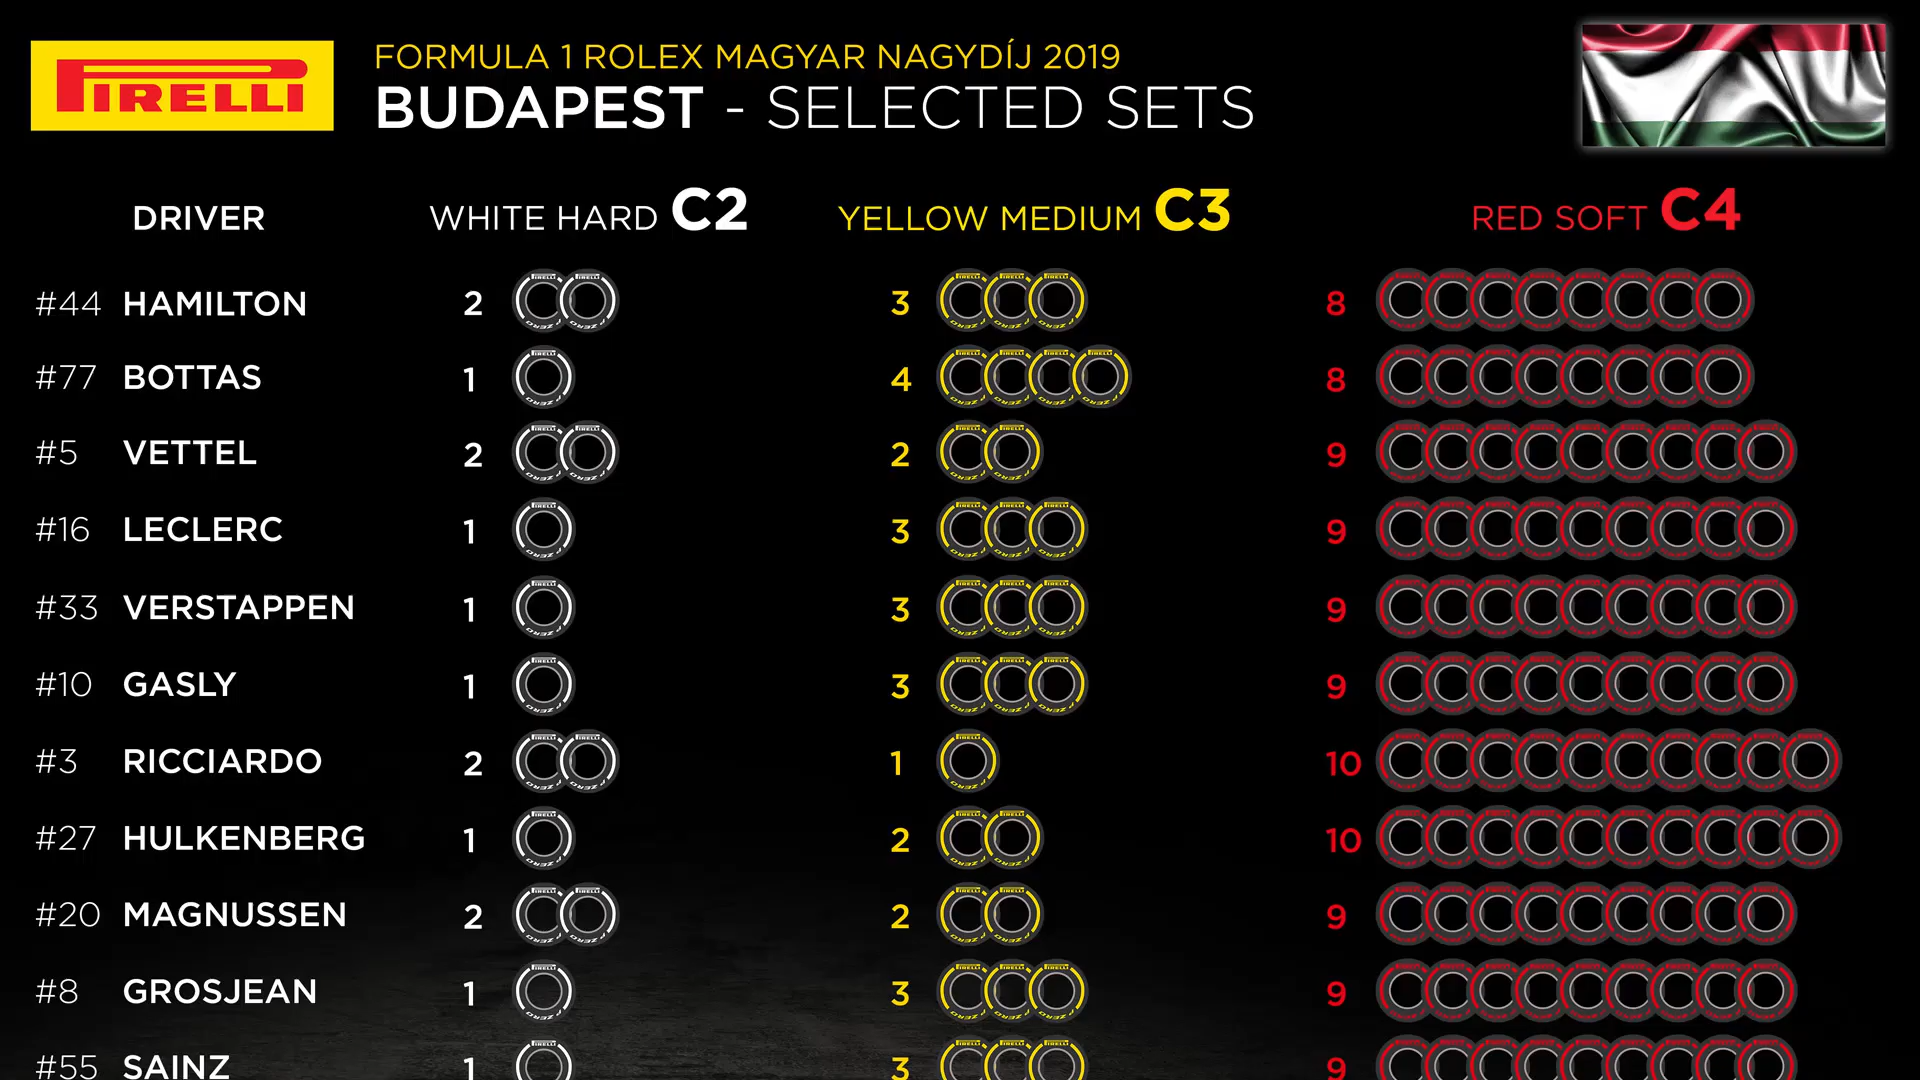 PIRELLI
FORMULA 1 ROLEX MAGYAR NAGYDÍJ 2019
BUDAPEST - SELECTED SETS
DRIVER WHITE HARD C2 YELLOW MEDIUM C3 RED SOFT C4
#44 HAMILTON 2 3 8
#77 BOTTAS 1 4 8
#5 VETTEL 2 2 9
#16 LECLERC 1 3 9
#33 VERSTAPPEN 1 3 9
#10 GASLY 1 3 9
#3 RICCIARDO 2 1 10
#27 HULKENBERG 1 2 10
#20 MAGNUSSEN 2 2 9
#8 GROSJEAN 1 3 9
#55 SAINZ 1 3 9